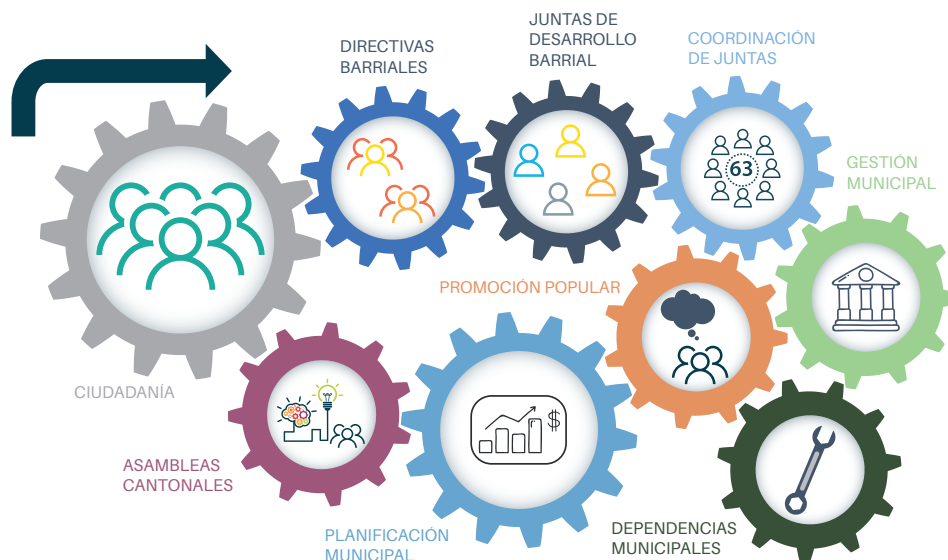 DIRECTIVAS
BARRIALES
JUNTAS DE
DESARROLLO
BARRIAL
COORDINACIÓN
DE JUNTAS
63
GESTIÓN
MUNICIPAL
PROMOCIÓN POPULAR
CIUDADANÍA
$
ASAMBLEAS
CANTONALES
PLANIFICACIÓN
MUNICIPAL
DEPENDENCIAS
MUNICIPALES